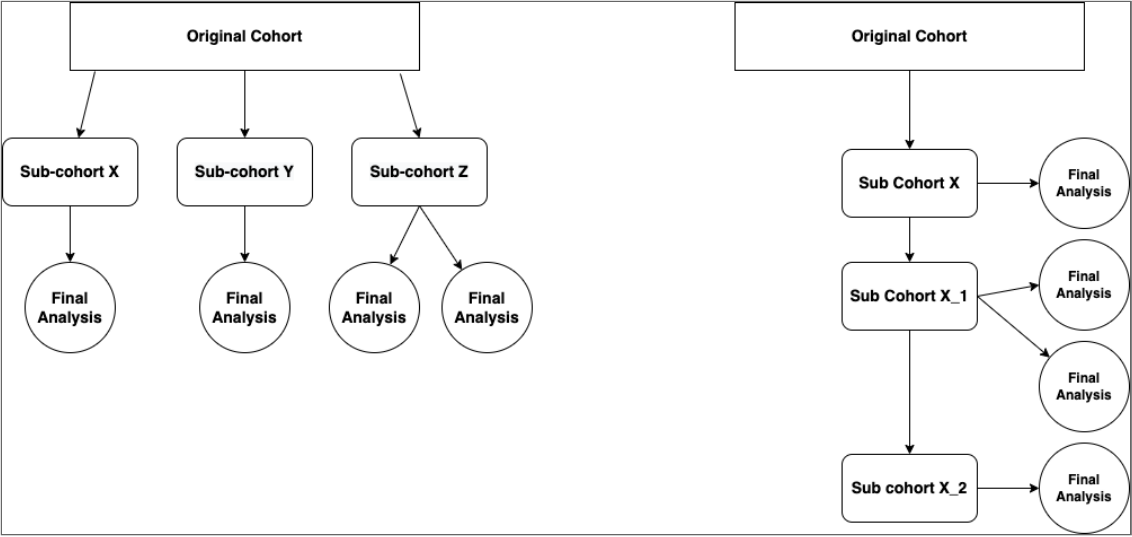 Original Cohort
Sub-cohort X
Sub-cohort Y
Sub-cohort Z
Final
Analysis
Final
Analysis
Final
Analysis
Final
Analysis
Original Cohort
Sub Cohort X
Final
Analysis
Sub Cohort X_1
Final
Analysis
Final
Analysis
Sub cohort X_2
Final
Analysis